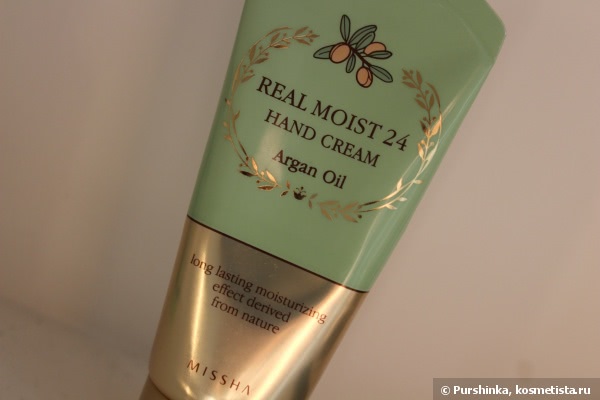 REAL MOIST 24
HAND CREAM
Argan Oil
long lasting moisturizing
effect derived
from nature
MISSHA
© Purshinka, kosmetista.ru